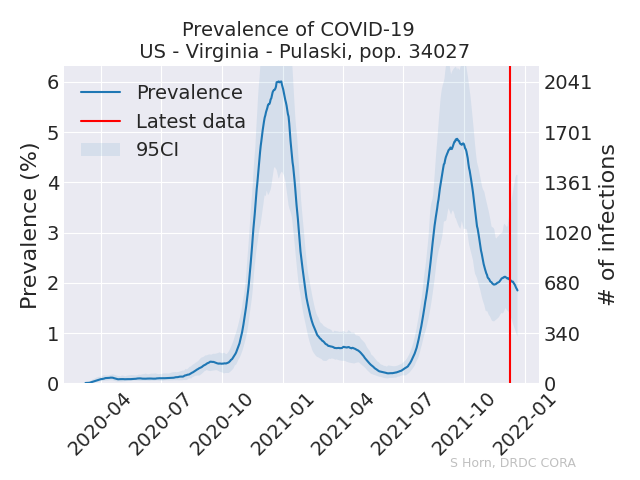 Prevalence of COVID-19
US - Virginia - Pulaski, pop. 34027
Prevalence
Latest data
95CI
Prevalence (%)
6
5
4
3
2
1
0
2041
1701
1361
1020
680
340
0
# of infections
2020-04
2020-07
2020-10
2021-01
2021-04
2021-07
2021-10
2022-01
S Horn, DRDC CORA